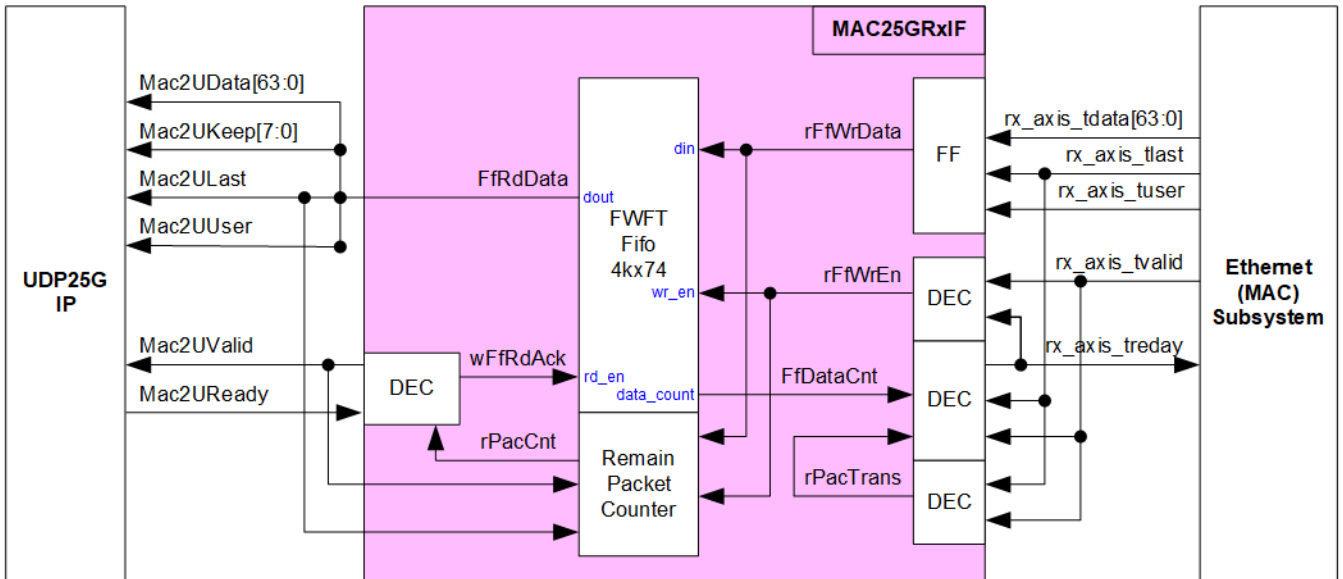 MAC25GRxIF
Mac2UData[63:0]
Mac2UKeep[7:0]
Mac2ULast
Mac2UUser
UDP25G
IP
Mac2UValid
Mac2UReady
FfRdData
wFfRdAck
rPacCnt
DEC
din
dout
FWFT
Fifo
4kx74
wr_en
rd_en
data_count
Remain
Packet
Counter
rFfWrData
rFfWrEn
FfDataCnt
rPacTrans
FF
DEC
DEC
DEC
rx_axis_tdata[63:0]
rx_axis_tlast
rx_axis_tuser
rx_axis_tvalid
rx_axis_treday
Ethernet
(MAC)
Subsystem